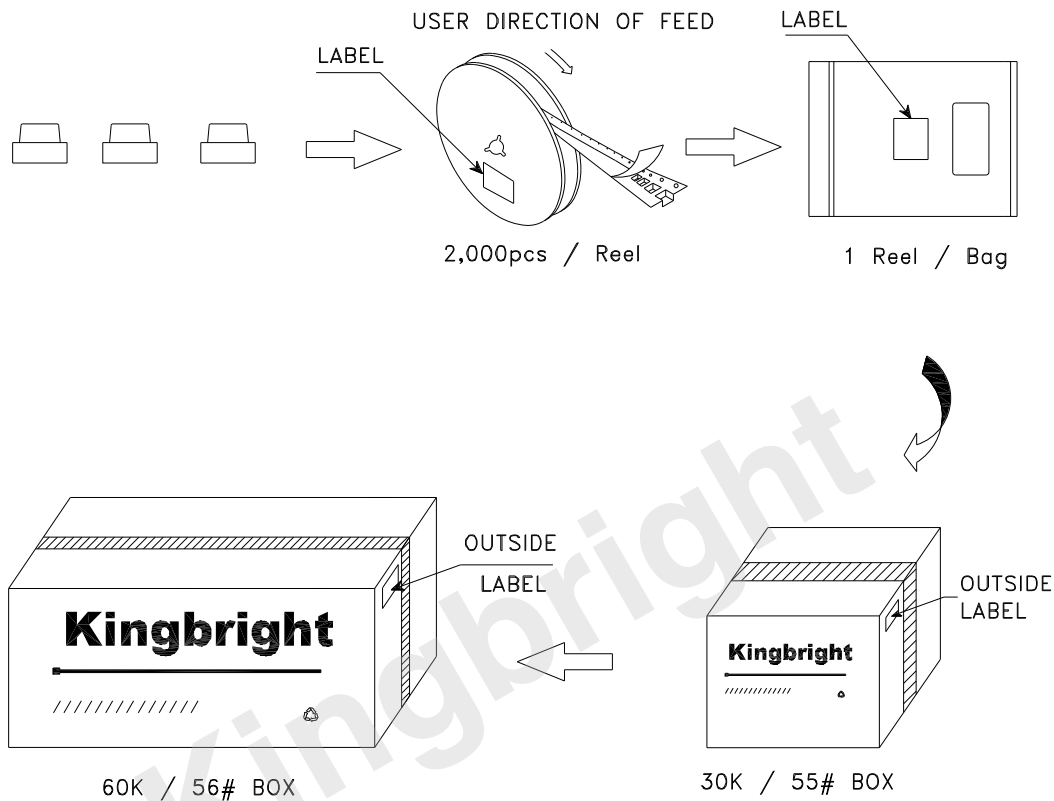 USER DIRECTION OF FEED
LABEL
LABEL
2,000pcs / Reel
1 Reel / Bag
OUTSIDE
LABEL
OUTSIDE
LABEL
Kingbright
Kingbright
60K / 56# BOX
30K / 55# BOX
Kingbright